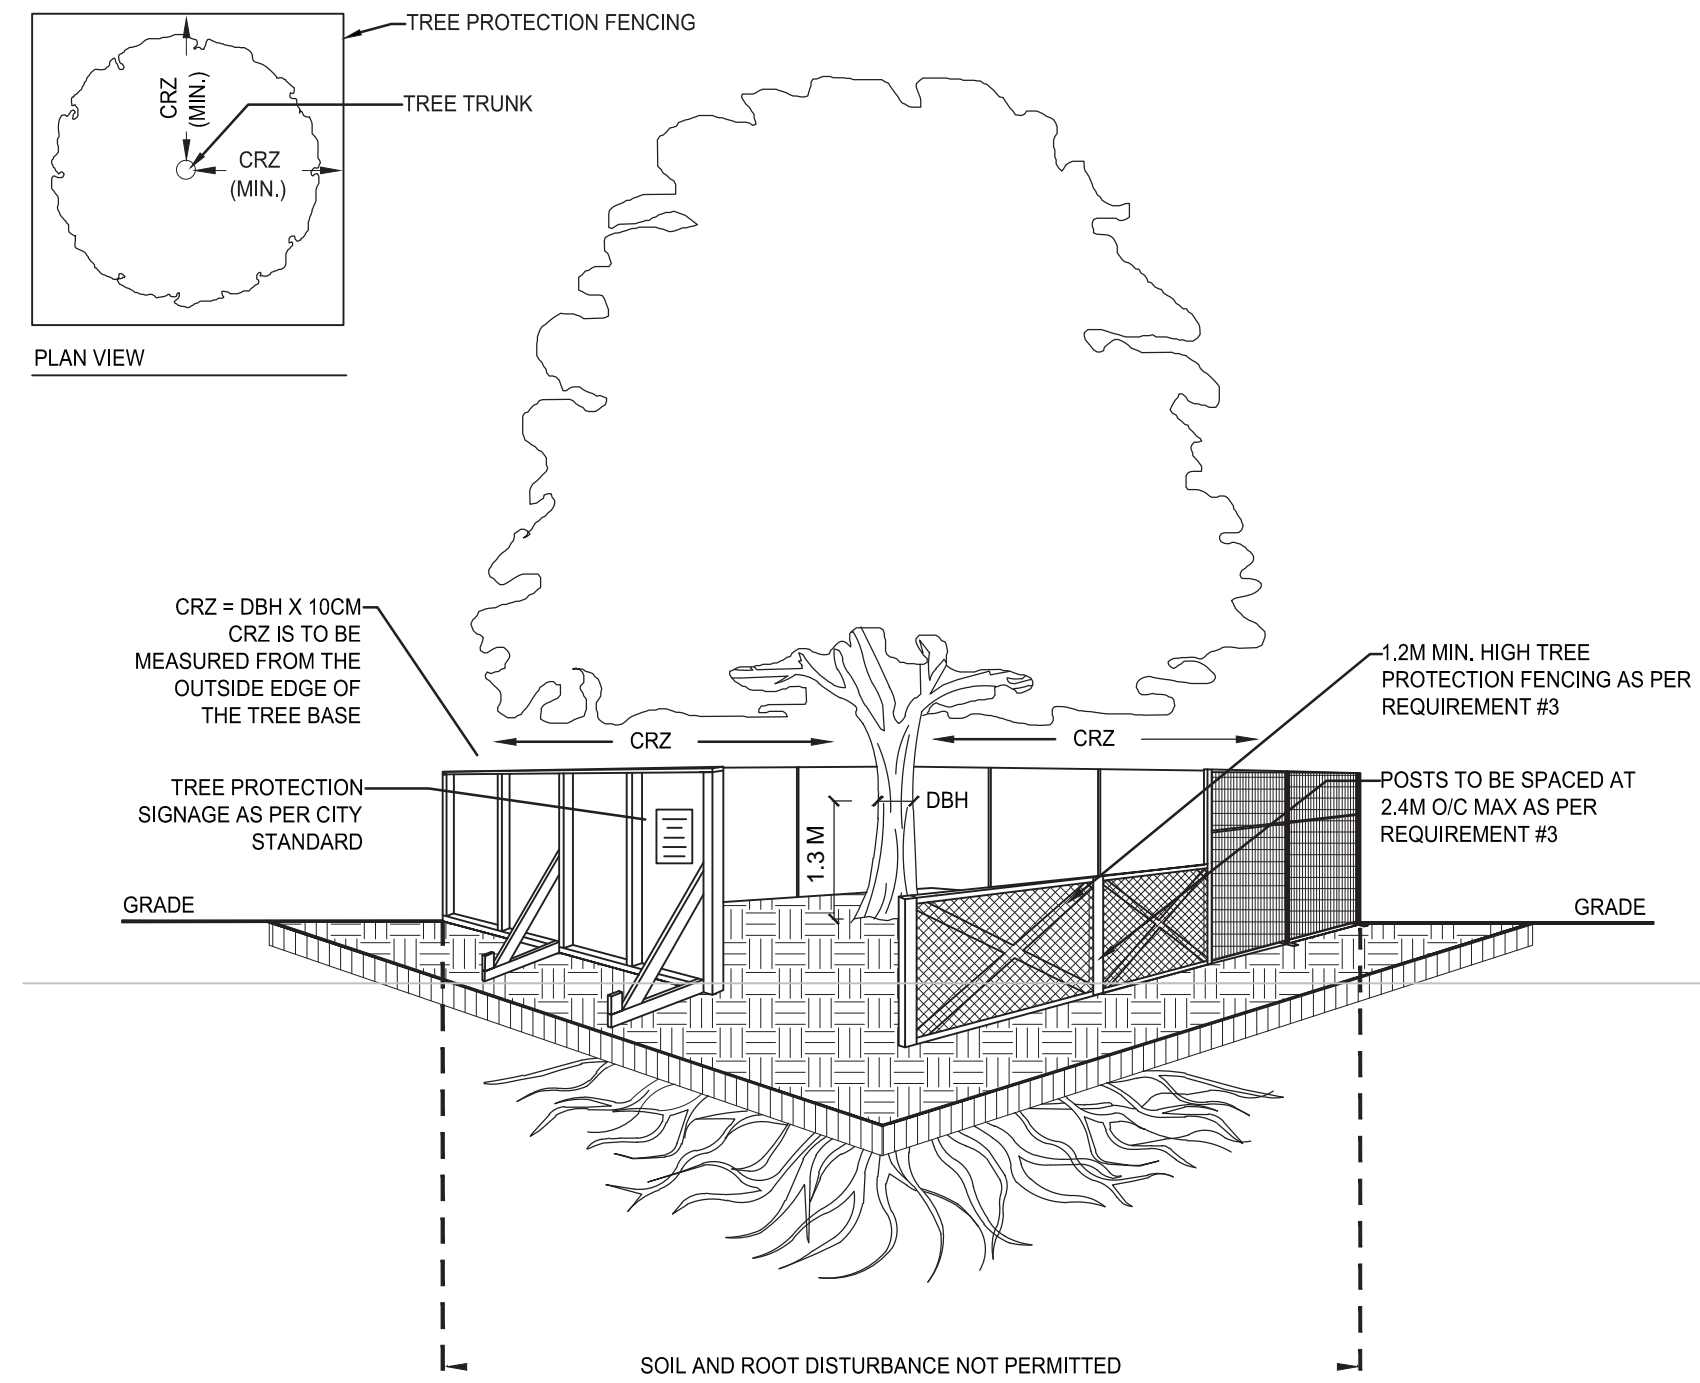 TREE PROTECTION FENCING
CRZ
(MIN.)
TREE TRUNK
CRZ
(MIN.)
PLAN VIEW
CRZ = DBH X 10CM
CRZ IS TO BE
MEASURED FROM THE
OUTSIDE EDGE OF
THE TREE BASE
1.2M MIN. HIGH TREE
PROTECTION FENCING AS PER
REQUIREMENT #3
CRZ
CRZ
TREE PROTECTION
SIGNAGE AS PER CITY
STANDARD
DBH
1.3 M
POSTS TO BE SPACED AT
2.4M O/C MAX AS PER
REQUIREMENT #3
GRADE
GRADE
SOIL AND ROOT DISTURBANCE NOT PERMITTED